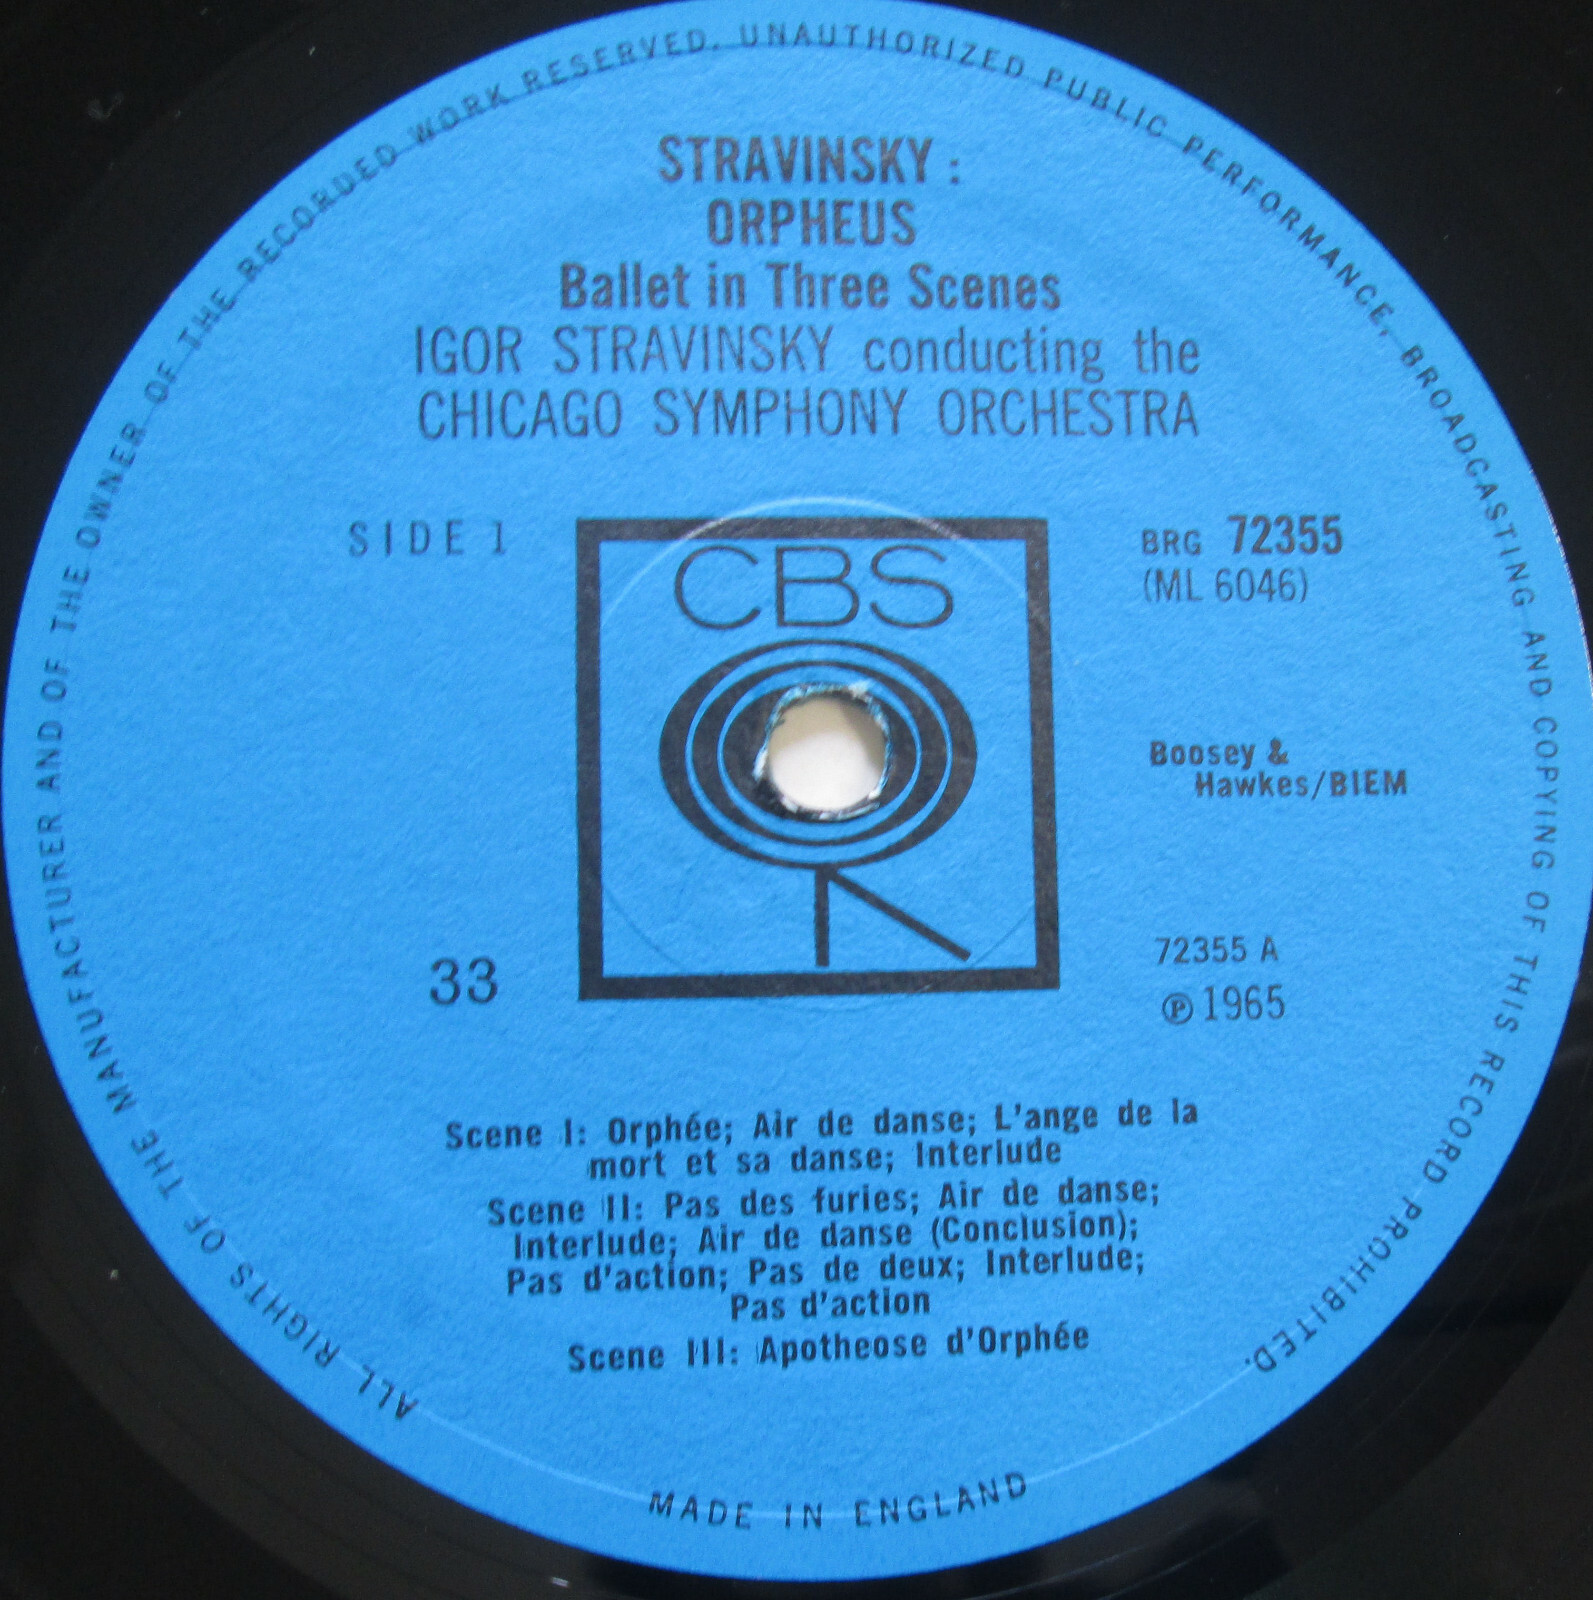 ALL RIGHTS OF THE MANUFACTURER AND OF THE OWNER OF THE RECORDED WORK RESERVED. UNAUTHORIZED PUBLIC PERFORMANCE, BROADCASTING AND COPYING OF THIS RECORD PROHIBITED.
STRAVINSKY :
ORPHEUS
Ballet in Three Scenes
IGOR STRAVINSKY conducting the
CHICAGO SYMPHONY ORCHESTRA
SIDE 1
CBS
BRG 72355
(ML 6046)
Boosey &
Hawkes/BIEM
33
72355 A
℗ 1965
Scene I: Orphée; Air de danse; L'ange de la
mort et sa danse; Interlude
Scene II: Pas des furies; Air de danse;
Interlude; Air de danse (Conclusion);
Pas d'action; Pas de deux; Interlude;
Pas d'action
Scene III: Apotheose d'Orphée
MADE IN ENGLAND